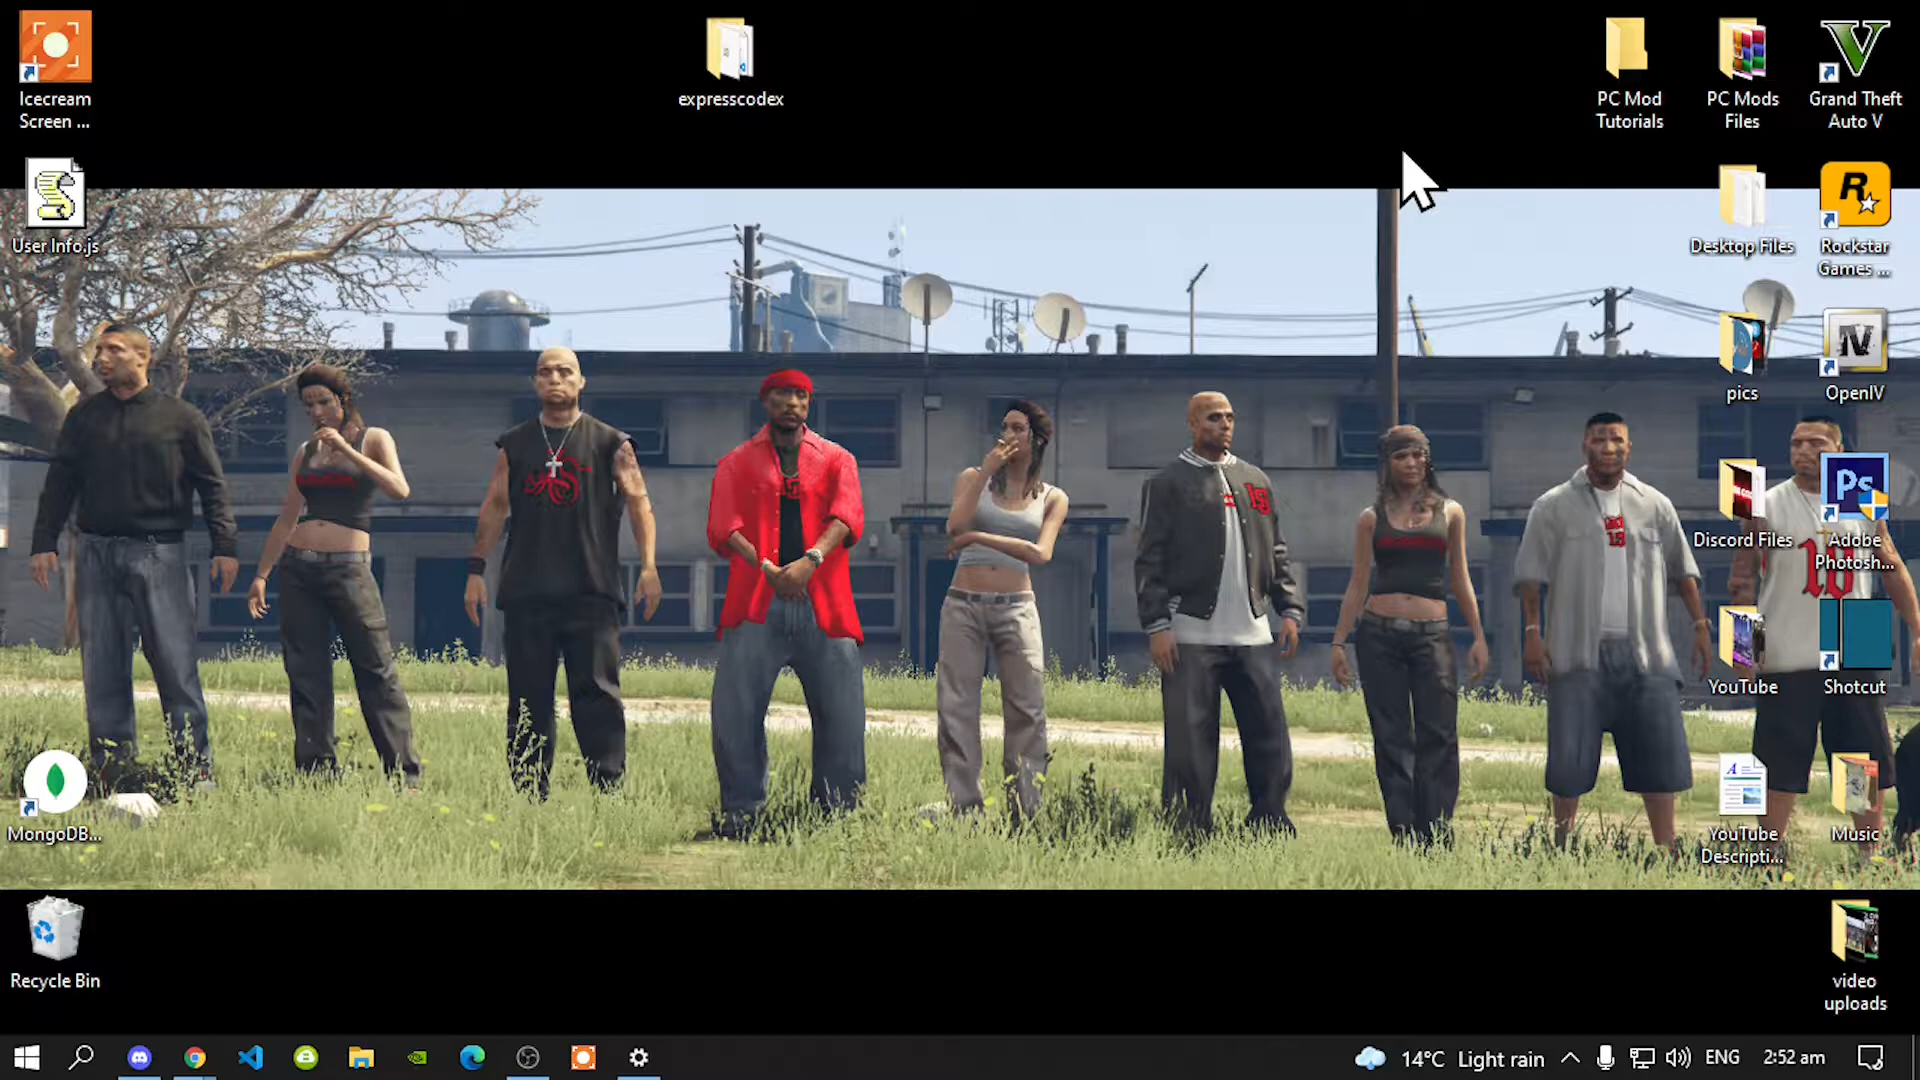 Icecream
Screen ...
expresscodex
PC Mod
Tutorials
PC Mods
Files
Grand Theft
Auto V
User Info.js
Desktop Files
Rockstar
Games ...
pics
IV
OpenIV
Discord Files
Ps
Adobe
Photosh...
YouTube
Shotcut
MongoDB...
YouTube
Descripti...
Music
Recycle Bin
video
uploads
14°C Light rain
ENG
2:52 am